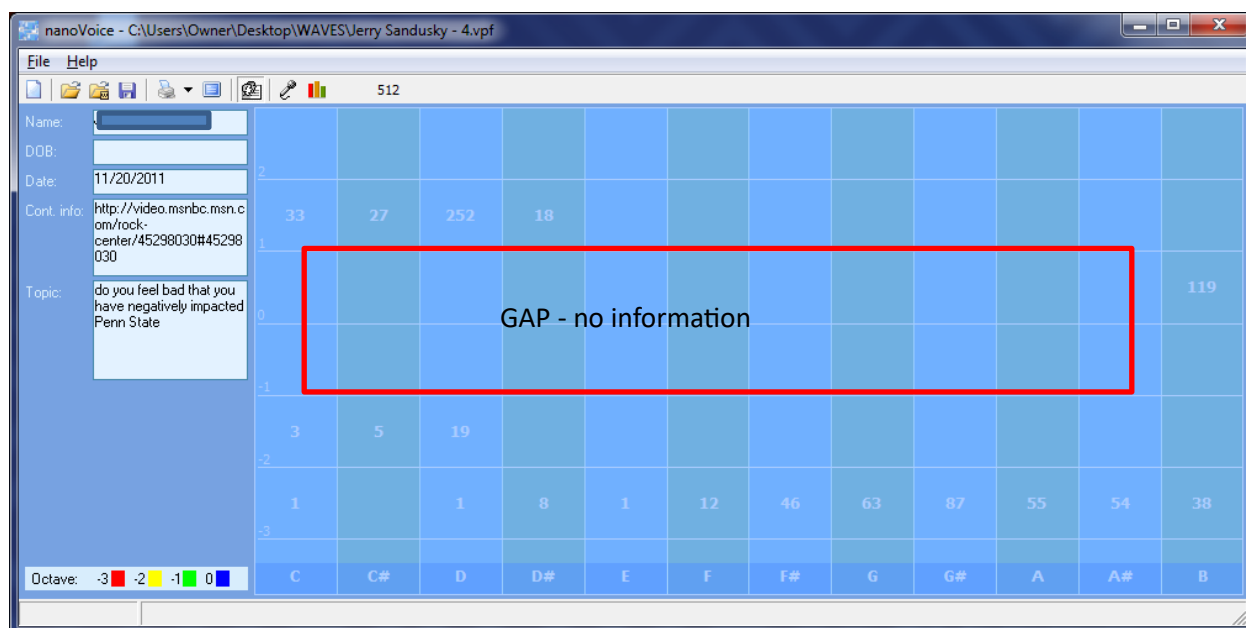 nanoVoice - C:\Users\Owner\Desktop\WAVES\Jerry Sandusky - 4.vpf
File Help
512
Name:
DOB:
Date: 11/20/2011
Cont. info: http://video.msnbc.msn.c
om/rock-
center/45298030#45298
030
Topic: do you feel bad that you
have negatively impacted
Penn State
2
33 27 252 18
1
119
GAP - no information
0
-1
3 5 19
-2
1 1 8 1 12 46 63 87 55 54 38
-3
Octave: -3 -2 -1 0
C C# D D# E F F# G G# A A# B